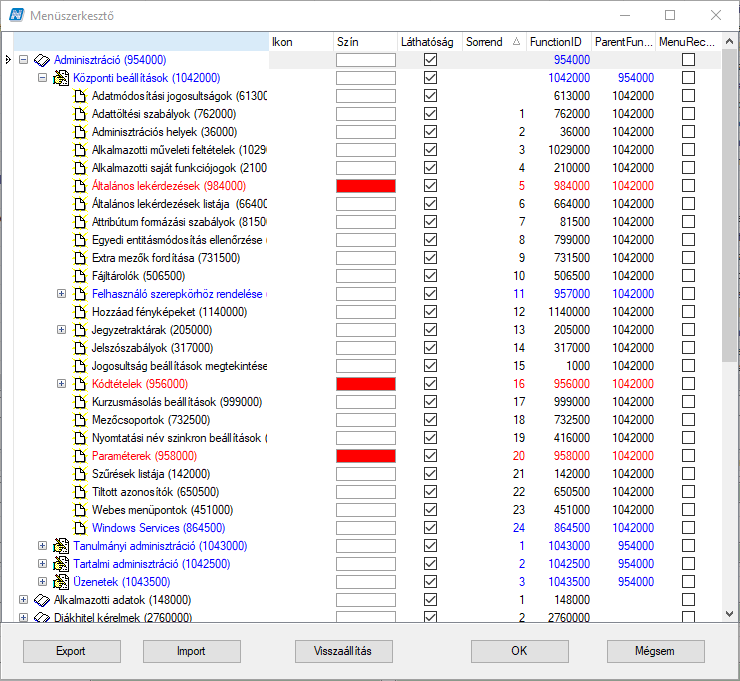 Menüszerkesztő
Ikon Szín Láthatóság Sorrend FunctionID ParentFun... MenuRec...
Adminisztráció (954000) 954000
Központi beállítások (1042000) 1042000 954000
Adatmódosítási jogosultságok (61300 613000 1042000
Adattöltési szabályok (762000) 1 762000 1042000
Adminisztrációs helyek (36000) 2 36000 1042000
Alkalmazotti műveleti feltételek (1029 3 1029000 1042000
Alkalmazotti saját funkciójogok (2100 4 210000 1042000
Általános lekérdezések (984000) 5 984000 1042000
Általános lekérdezések listája (66400 6 664000 1042000
Attribútum formázási szabályok (8150 7 81500 1042000
Egyedi entitásmódosítás ellenőrzése 8 799000 1042000
Extra mezők fordítása (731500) 9 731500 1042000
Fájltárolók (506500) 10 506500 1042000
Felhasználó szerepkörhöz rendelése ( 11 957000 1042000
Hozzáad fényképeket (1140000) 12 1140000 1042000
Jegyzetraktárak (205000) 13 205000 1042000
Jelszószabályok (317000) 14 317000 1042000
Jogosultság beállítások megtekintése 15 1000 1042000
Kódtételek (956000) 16 956000 1042000
Kurzusmásolás beállítások (999000) 17 999000 1042000
Mezőcsoportok (732500) 18 732500 1042000
Nyomtatási név szinkron beállítások ( 19 416000 1042000
Paraméterek (958000) 20 958000 1042000
Szűrések listája (142000) 21 142000 1042000
Tiltott azonosítók (650500) 22 650500 1042000
Webes menüpontok (451000) 23 451000 1042000
Windows Services (864500) 24 864500 1042000
Tanulmányi adminisztráció (1043000) 1 1043000 954000
Tartalmi adminisztráció (1042500) 2 1042500 954000
Üzenetek (1043500) 3 1043500 954000
Alkalmazotti adatok (148000) 1 148000
Diákhitel kérelmek (2760000) 2 2760000
Export Import Visszaállítás OK Mégsem